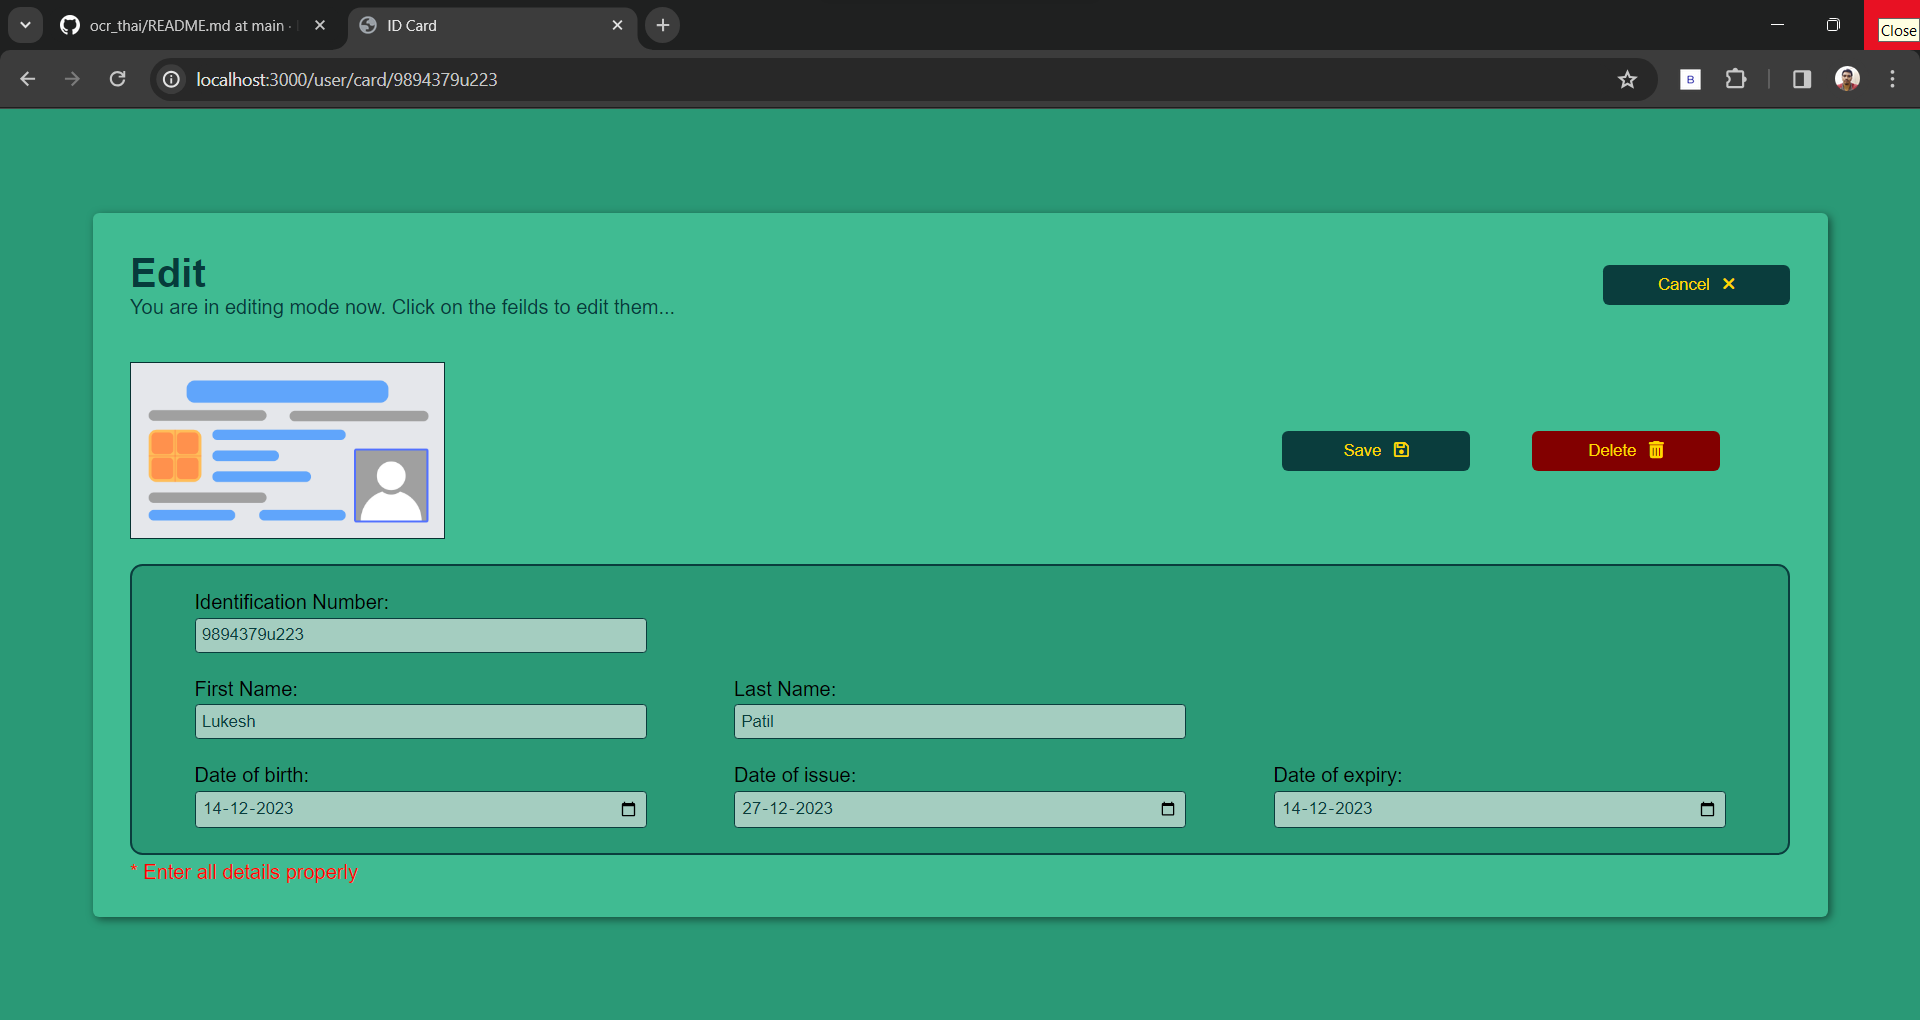 ocr_thai/README.md at main ·
ID Card
Close
localhost:3000/user/card/9894379u223
B
Edit
You are in editing mode now. Click on the feilds to edit them...
Cancel
Save
Delete
Identification Number:
9894379u223
First Name:
Last Name:
Lukesh
Patil
Date of birth:
Date of issue:
Date of expiry:
14-12-2023
27-12-2023
14-12-2023
* Enter all details properly